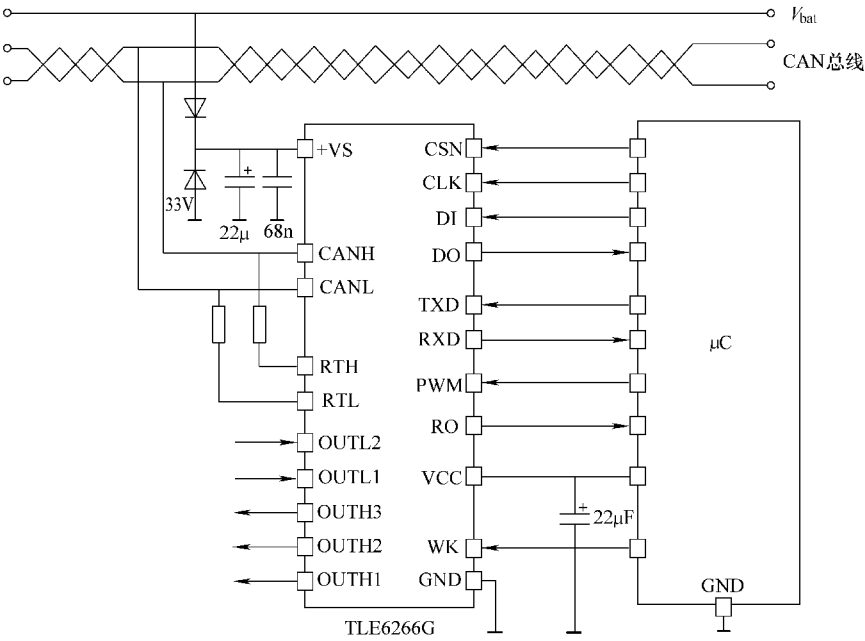 Vbat
CAN总线
+VS
CSN
CLK
33V
DI
22μ
68n
CANH
DO
CANL
TXD
RXD
μC
RTH
PWM
RTL
RO
OUTL2
OUTL1
VCC
OUTH3
22μF
OUTH2
WK
OUTH1
GND
GND
TLE6266G